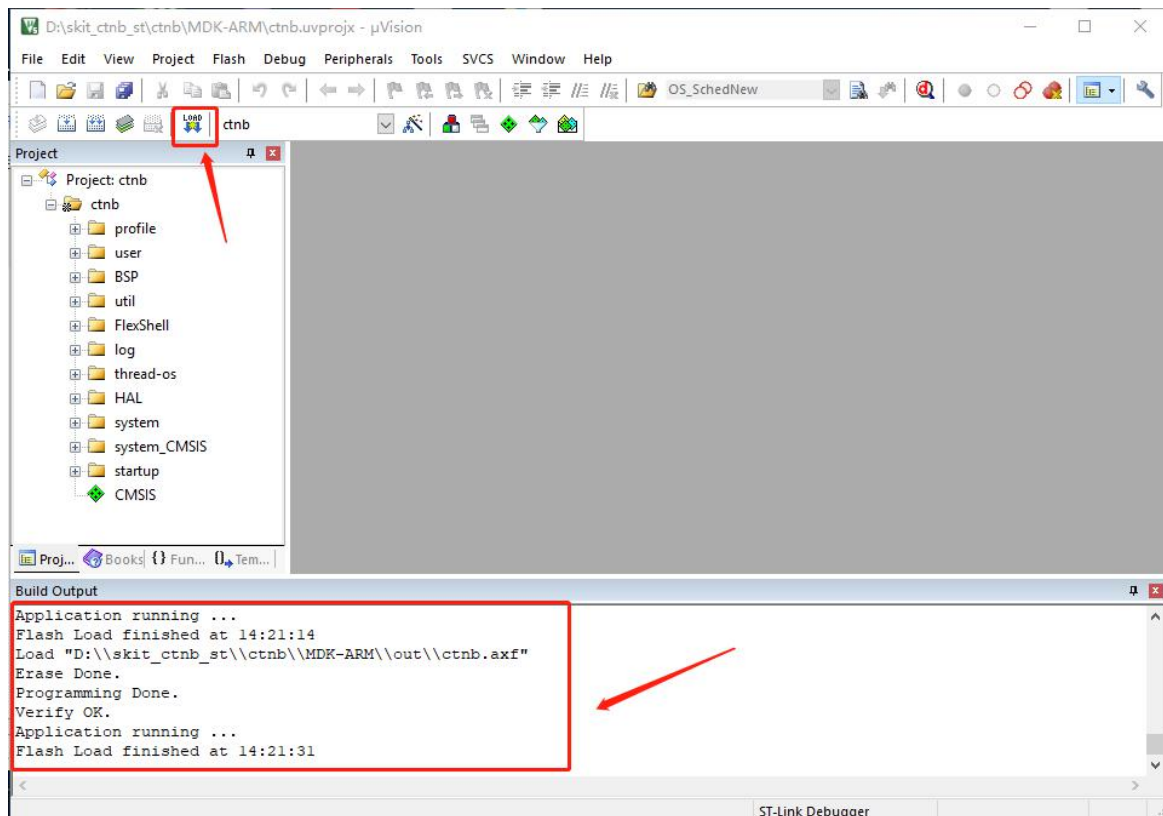 D:\skit_ctnb_st\ctnb\MDK-ARM\ctnb.uvprojx - µVision
File Edit View Project Flash Debug Peripherals Tools SVCS Window Help
OS_SchedNew
LOAD ctnb
Project
Project: ctnb
ctnb
profile
user
BSP
util
FlexShell
log
thread-os
HAL
system
system_CMSIS
startup
CMSIS
Proj... Books {} Fun... Tem...
Build Output
Application running ...
Flash Load finished at 14:21:14
Load "D:\\skit_ctnb_st\\ctnb\\MDK-ARM\\out\\ctnb.axf"
Erase Done.
Programming Done.
Verify OK.
Application running ...
Flash Load finished at 14:21:31
ST-Link Debugger